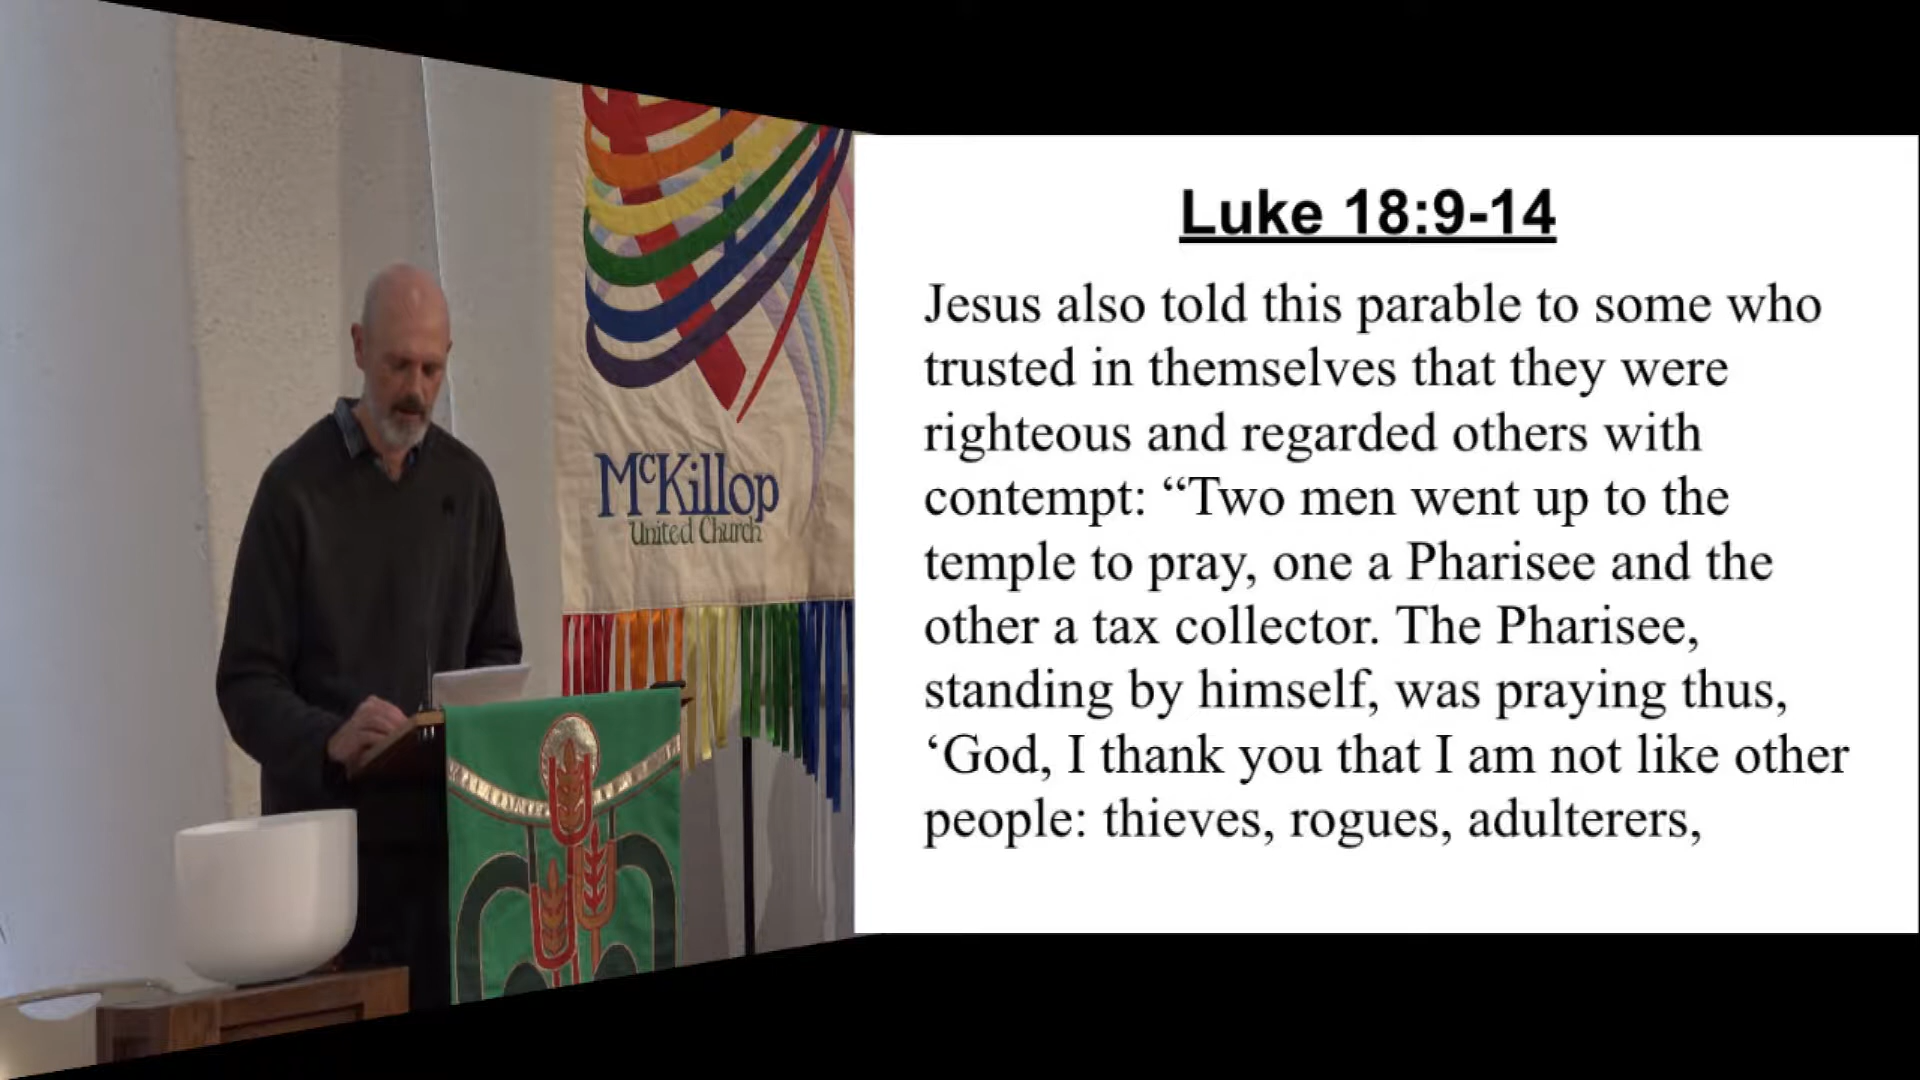 McKillop
United Church
Luke 18:9-14
Jesus also told this parable to some who
trusted in themselves that they were
righteous and regarded others with
contempt: “Two men went up to the
temple to pray, one a Pharisee and the
other a tax collector. The Pharisee,
standing by himself, was praying thus,
‘God, I thank you that I am not like other
people: thieves, rogues, adulterers,